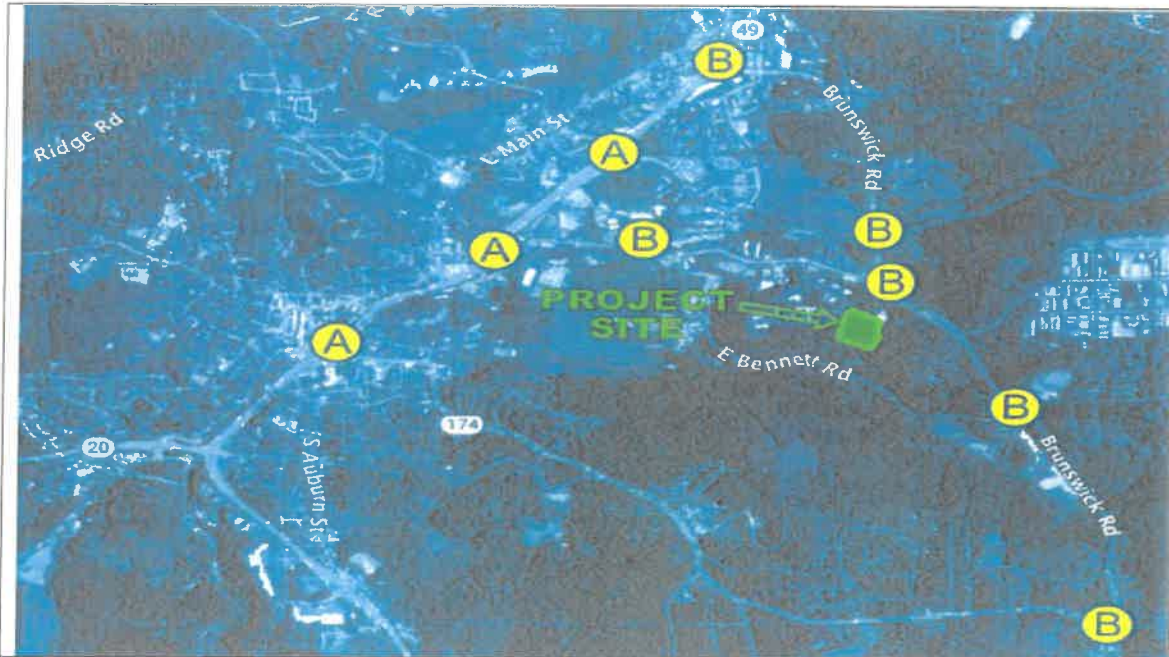 49
B
Brunswick Rd
Ridge Rd
E Main St
A
B
A
B
B
PROJECT
SITE
A
E Bennett Rd
B
174
20
S Auburn St
Brunswick Rd
B